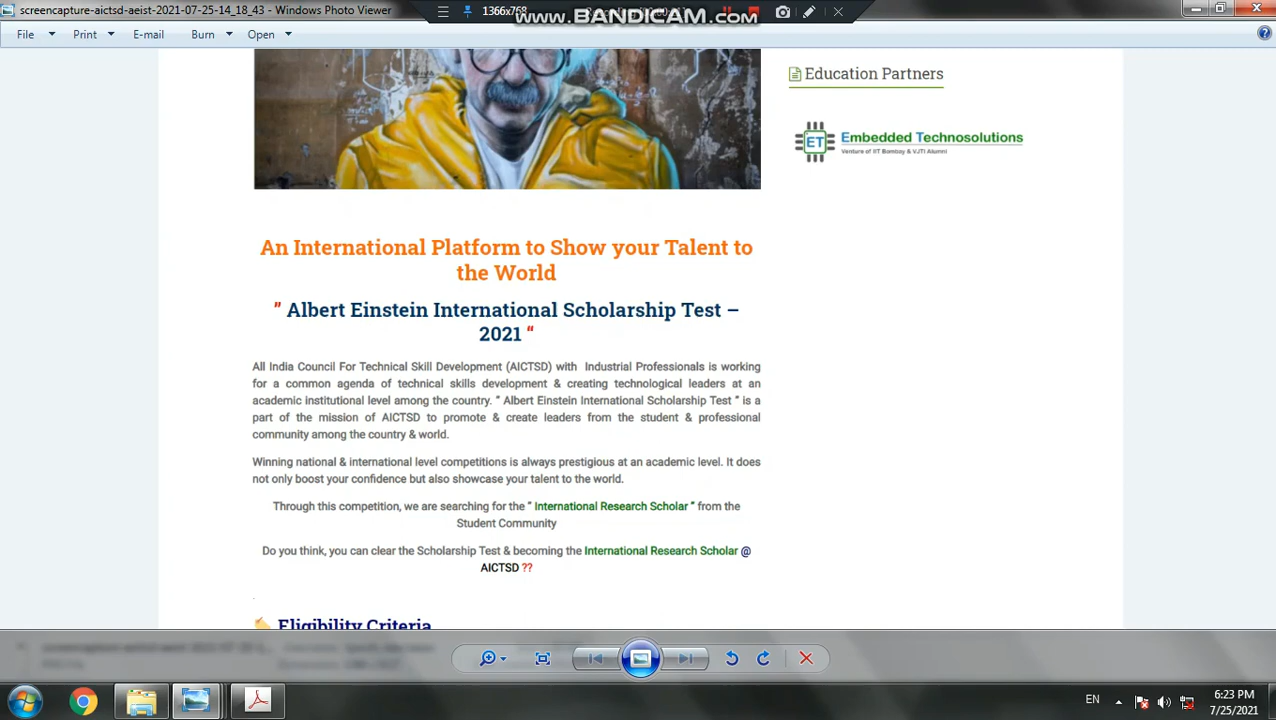 screencapture-aictsd-aeist-2021-07-25-14_18_43 - Windows Photo Viewer
1366x768
www.BANDICAM.com
File Print E-mail Burn Open
Education Partners
ET Embedded Technosolutions
Venture of IIT Bombay & VJTI Alumni
An International Platform to Show your Talent to
the World
" Albert Einstein International Scholarship Test –
2021 “
All India Council For Technical Skill Development (AICTSD) with Industrial Professionals is working
for a common agenda of technical skills development & creating technological leaders at an
academic institutional level among the country. “ Albert Einstein International Scholarship Test ” is a
part of the mission of AICTSD to promote & create leaders from the student & professional
community among the country & world.
Winning national & international level competitions is always prestigious at an academic level. It does
not only boost your confidence but also showcase your talent to the world.
Through this competition, we are searching for the “ International Research Scholar ” from the
Student Community
Do you think, you can clear the Scholarship Test & becoming the International Research Scholar @
AICTSD ??
Eligibility Criteria
EN
6:23 PM
7/25/2021